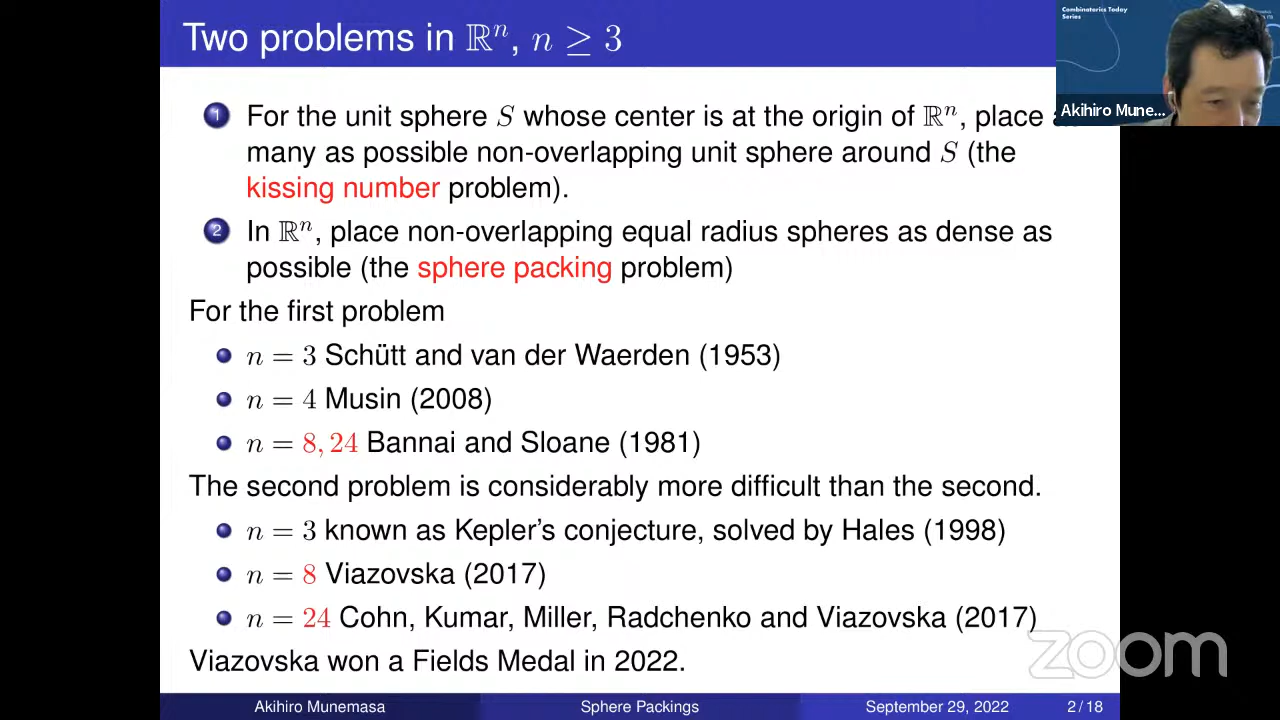 Two problems in ℝⁿ, n ≥ 3
Combinatorics Today
Series
Akihiro Mune...
1 For the unit sphere S whose center is at the origin of ℝⁿ, place
many as possible non-overlapping unit sphere around S (the
kissing number problem).
2 In ℝⁿ, place non-overlapping equal radius spheres as dense as
possible (the sphere packing problem)
For the first problem
n = 3 Schütt and van der Waerden (1953)
n = 4 Musin (2008)
n = 8, 24 Bannai and Sloane (1981)
The second problem is considerably more difficult than the second.
n = 3 known as Kepler's conjecture, solved by Hales (1998)
n = 8 Viazovska (2017)
n = 24 Cohn, Kumar, Miller, Radchenko and Viazovska (2017)
zoom
Viazovska won a Fields Medal in 2022.
Akihiro Munemasa Sphere Packings September 29, 2022 2 / 18